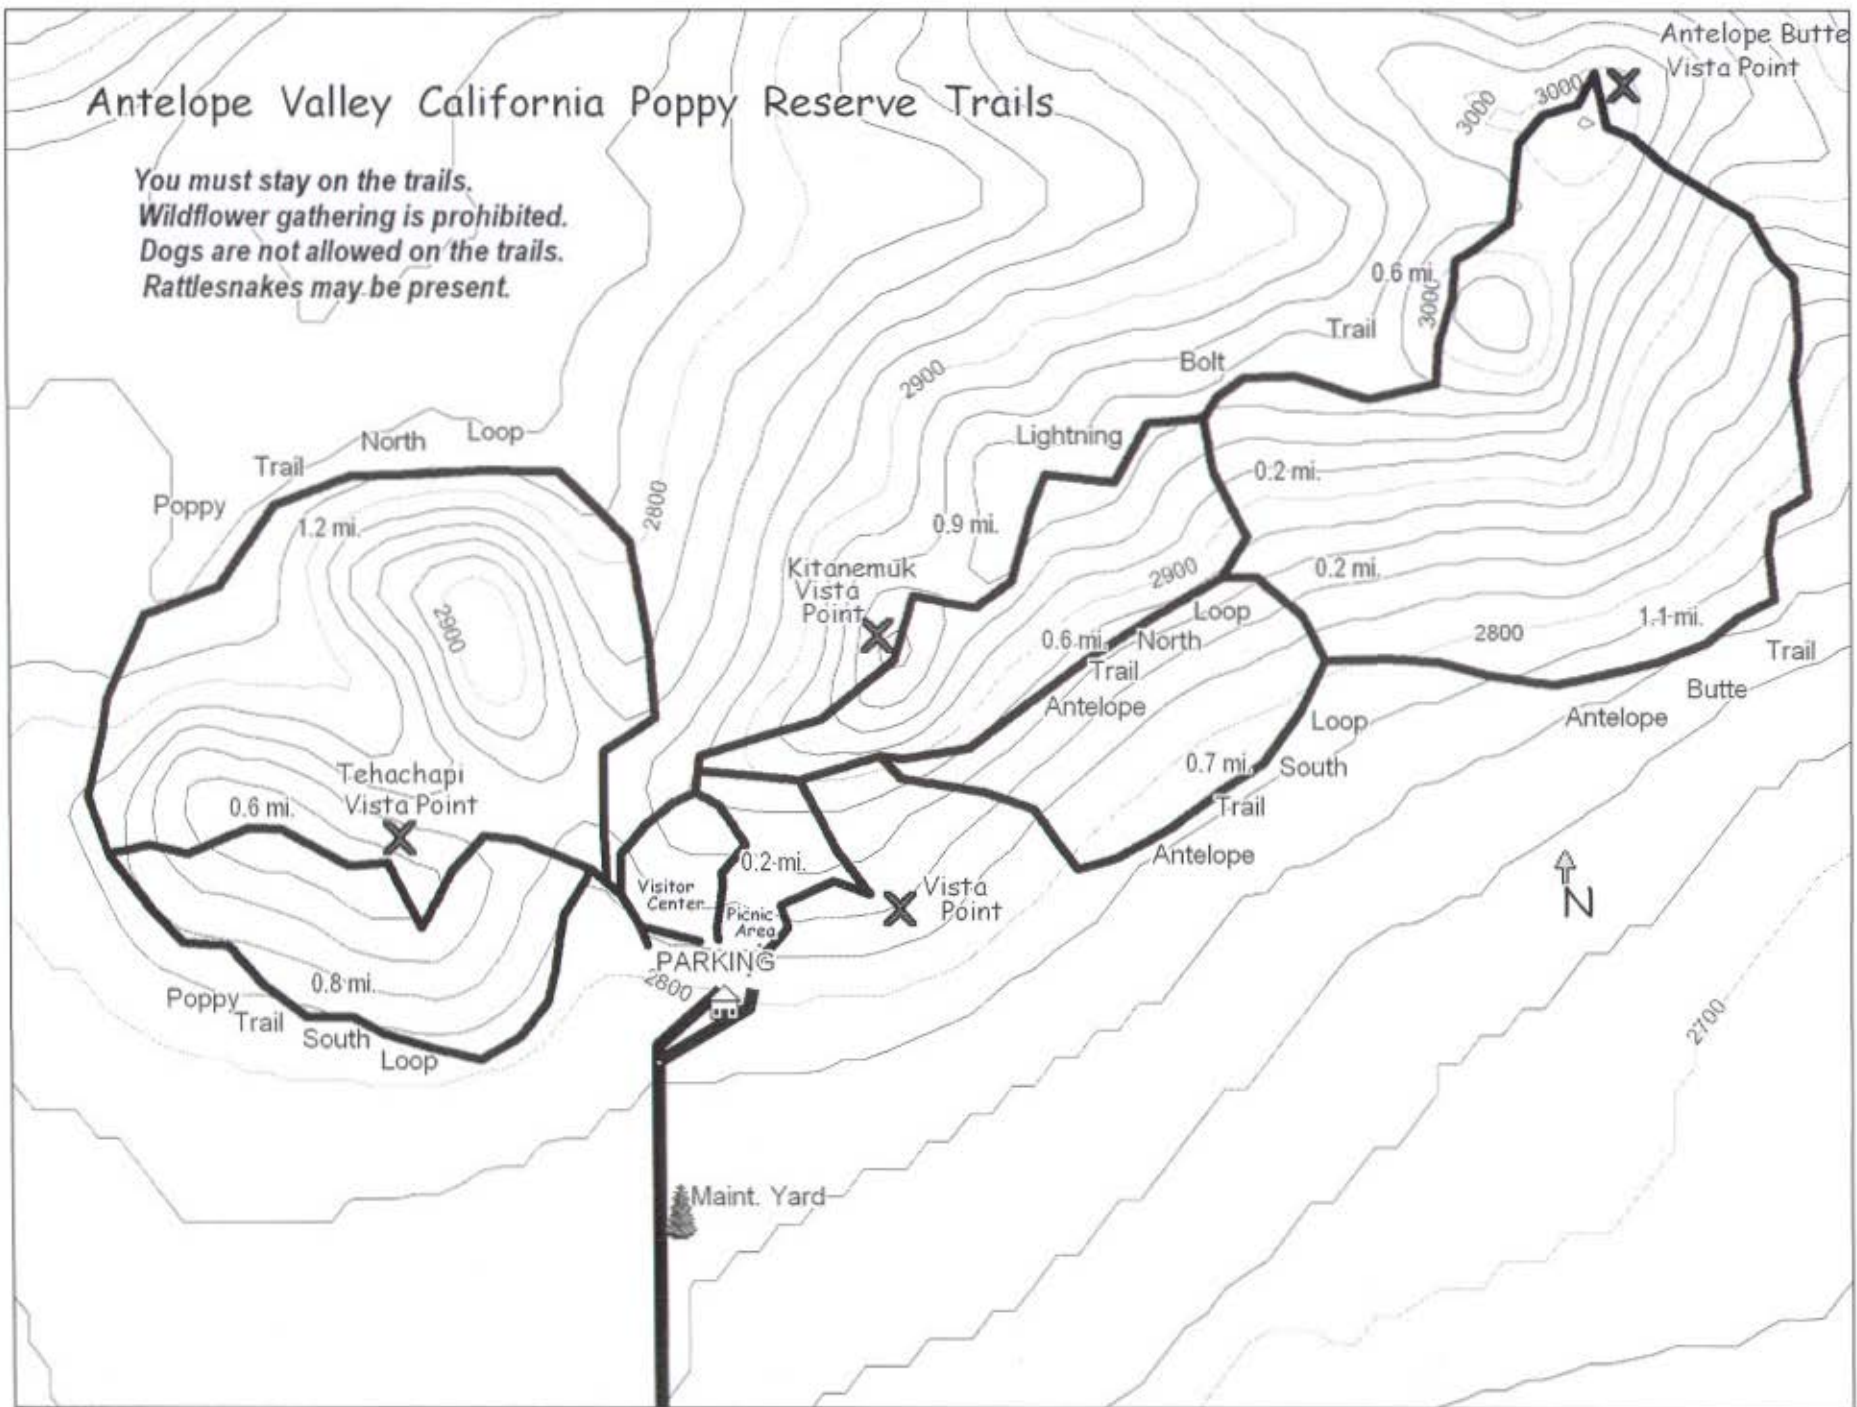 Antelope Butte
Vista Point
Antelope Valley California Poppy Reserve Trails
You must stay on the trails.
Wildflower gathering is prohibited.
Dogs are not allowed on the trails.
Rattlesnakes may be present.
3000
3000
0.6 mi.
3000
Trail
Bolt
Lightning
2900
North
Loop
Trail
Poppy
1.2 mi.
2800
0.2 mi.
0.9 mi.
Kitanemuk
Vista
Point
2900
0.2 mi.
Loop
0.6 mi.
North
Trail
Antelope
2800
1.1 mi.
Trail
Butte
Antelope
2900
Loop
0.7 mi.
South
Trail
Antelope
Tehachapi
Vista Point
0.6 mi.
0.2 mi.
Visitor
Center
Picnic
Area
Vista
Point
N
PARKING
2800
0.8 mi.
Poppy
Trail
South
Loop
2700
Maint. Yard